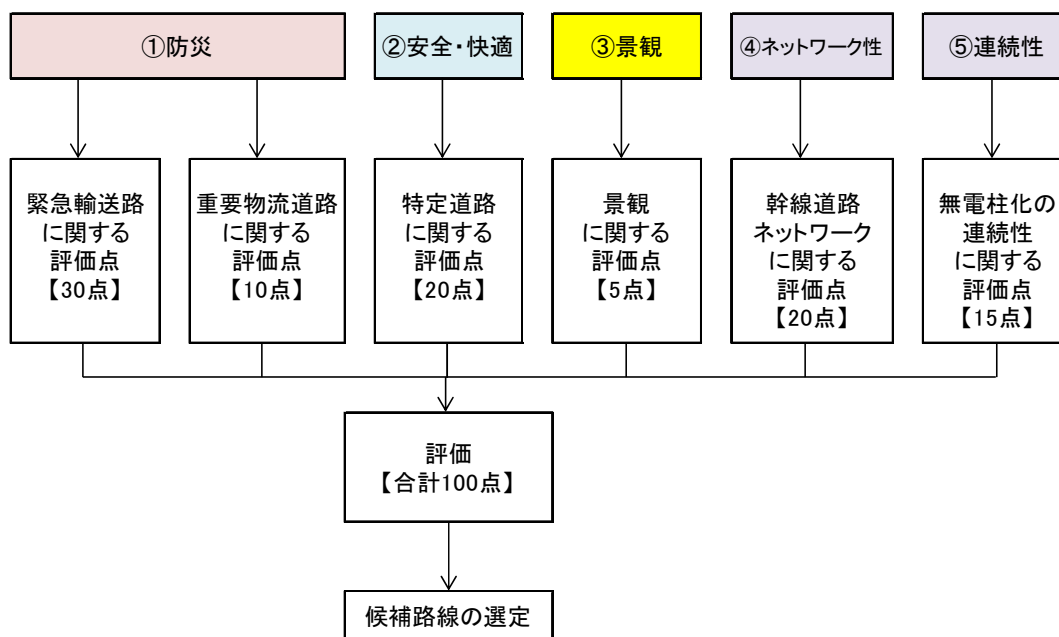 ①防災
②安全・快適
③景観
④ネットワーク性
⑤連続性
緊急輸送路
に関する
評価点
【30点】
重要物流道路
に関する
評価点
【10点】
特定道路
に関する
評価点
【20点】
景観
に関する
評価点
【5点】
幹線道路
ネットワーク
に関する
評価点
【20点】
無電柱化の
連続性
に関する
評価点
【15点】
評価
【合計100点】
候補路線の選定